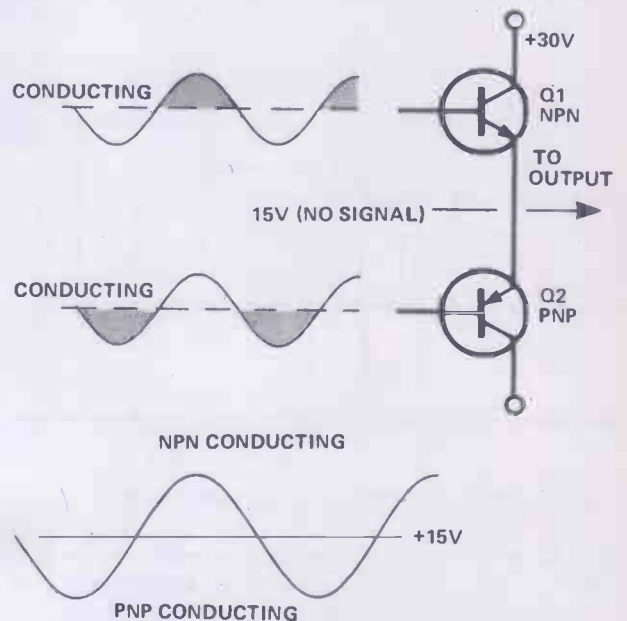 +30V
CONDUCTING
Q1
NPN
TO
OUTPUT
15V (NO SIGNAL)
CONDUCTING
Q2
PNP
NPN CONDUCTING
+15V
PNP CONDUCTING